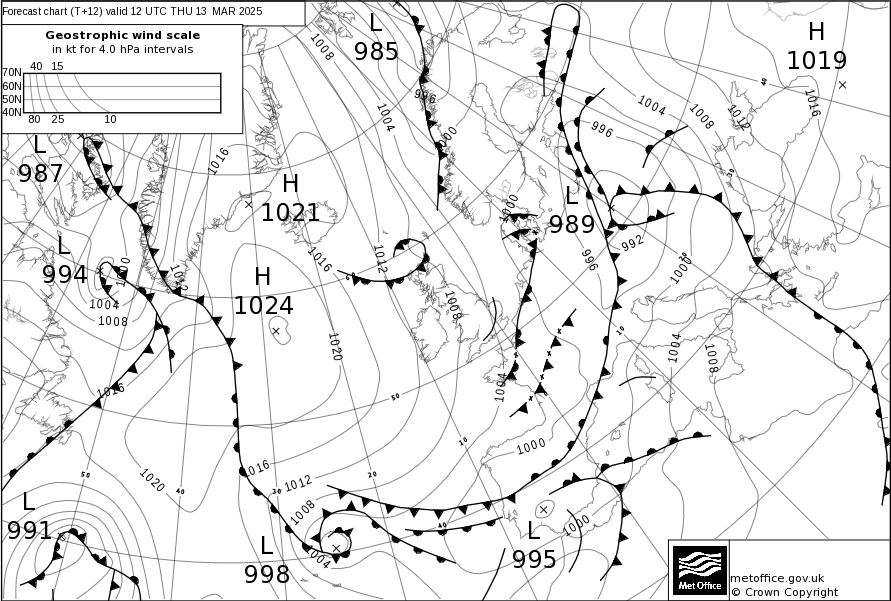 Forecast chart (T+12) valid 12 UTC THU 13 MAR 2025
Geostrophic wind scale
in kt for 4.0 hPa intervals
40 15
70N
60N
50N
40N
80 25 10
L
985
H
1019
L
987
H
1021
L
994
H
1024
L
989
L
991
L
998
L
995
1008
1004
996
1016
1000
996
1004
1008
1012
1016
1000
992
996
1000
1016
1012
1000
1004
1008
1012
1020
1008
1004
1004
1008
1016
1020
1016
1012
1008
1004
1000
1000
50
40
30
20
10
50
40
10
20
30
40
metoffice.gov.uk
© Crown Copyright
Met Office